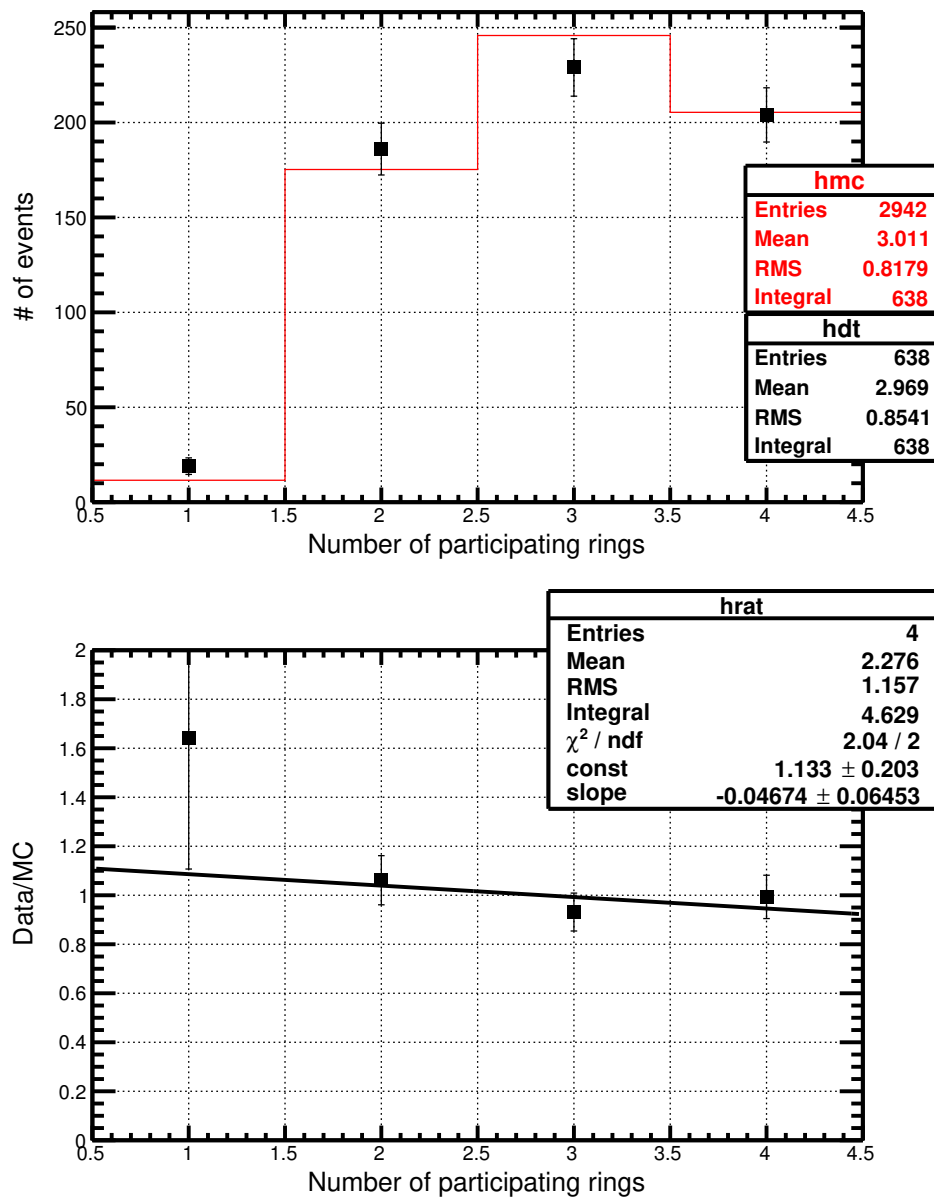 250
200
150
100
50
0
# of events
0.5 1 1.5 2 2.5 3 3.5 4 4.5
Number of participating rings
hmc
Entries 2942
Mean 3.011
RMS 0.8179
Integral 638
hdt
Entries 638
Mean 2.969
RMS 0.8541
Integral 638
hrat
Entries 4
Mean 2.276
RMS 1.157
Integral 4.629
χ² / ndf 2.04 / 2
const 1.133 ± 0.203
slope -0.04674 ± 0.06453
2
1.8
1.6
1.4
1.2
1
0.8
0.6
0.4
0.2
0
Data/MC
0.5 1 1.5 2 2.5 3 3.5 4 4.5
Number of participating rings